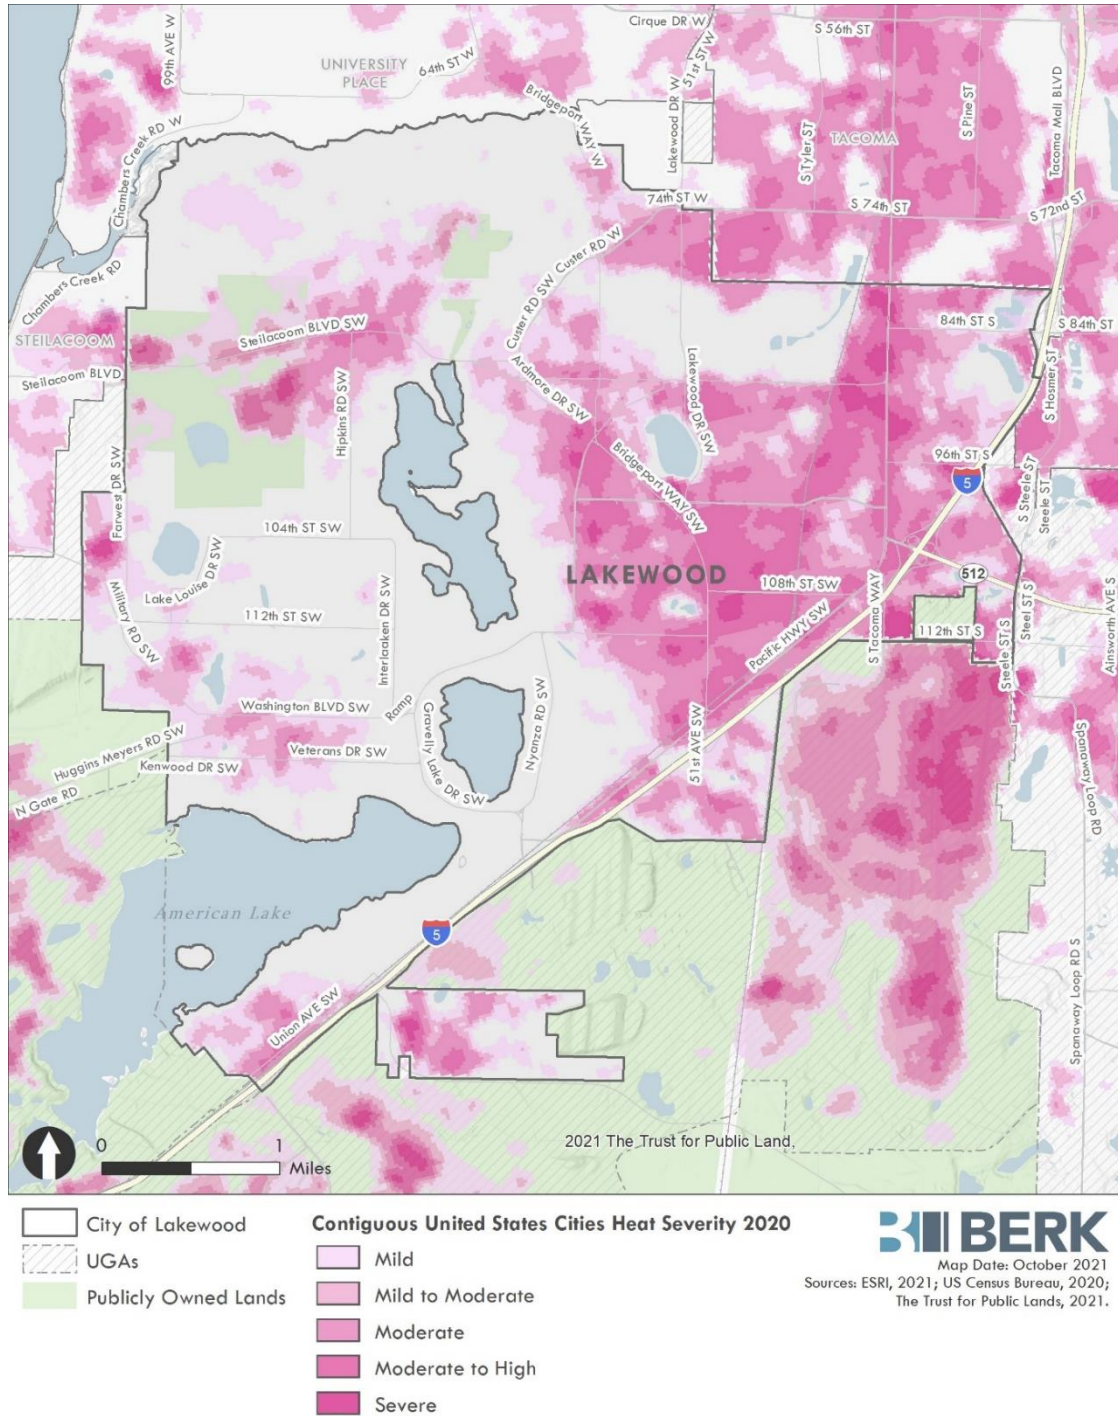 Cirque DR W
S 56th ST
99th AVE W
UNIVERSITY
PLACE
64th ST W
51st ST W
Bridgeport WAY W
Lakewood DR W
S Tyler ST
TACOMA
S Pine ST
Tacoma Mall BLVD
Chambers Creek RD W
74th ST W
S 74th ST
S 72nd ST
Chambers Creek RD
Custer RD W
Custer RD SW
STEILACOOM
Steilacoom BLVD SW
84th ST S
S 84th ST
Steilacoom BLVD
Ardmore DR SW
Lakewood DR SW
S Hosmer ST
Hipkins RD SW
Bridgeport WAY SW
96th ST S
5
Farwest DR SW
S Steele ST
Steele ST
104th ST SW
LAKEWOOD
108th ST SW
512
Lake Louise DR SW
112th ST SW
Interlaaken DR SW
Military RD SW
Pacific HWY SW
S Tacoma WAY
112th ST S
Steele ST S
Steel ST S
Ainsworth AVE S
Washington BLVD SW
Ramp
Gravelly Lake DR SW
Nyanza RD SW
51st AVE SW
Huggins Meyers RD SW
Veterans DR SW
Kenwood DR SW
N Gate RD
Spanaway Loop RD
American Lake
5
Union AVE SW
Spanaway Loop RD S
0
1
Miles
2021 The Trust for Public Land,
City of Lakewood
UGAs
Publicly Owned Lands
Contiguous United States Cities Heat Severity 2020
Mild
Mild to Moderate
Moderate
Moderate to High
Severe
BERK
Map Date: October 2021
Sources: ESRI, 2021; US Census Bureau, 2020;
The Trust for Public Lands, 2021.